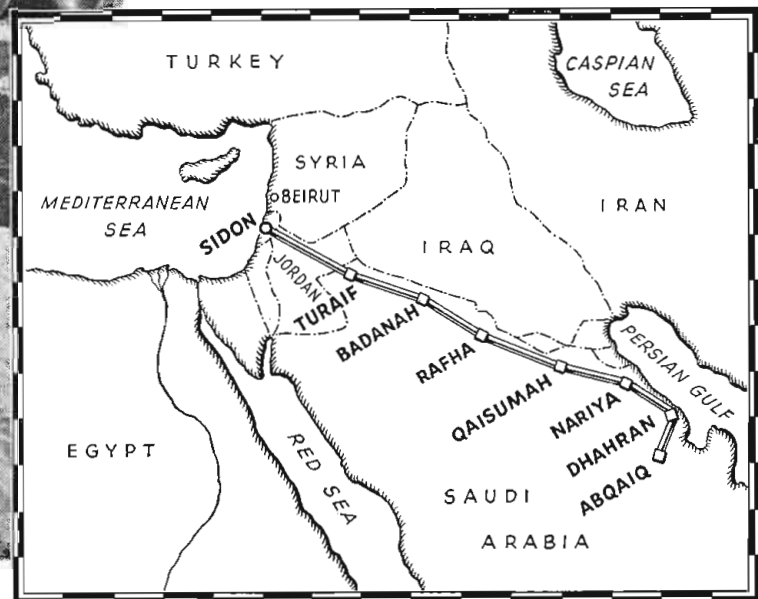 TURKEY
CASPIAN
SEA
SYRIA
BEIRUT
MEDITERRANEAN
SEA
SIDON
IRAN
IRAQ
JORDAN
TURAIF
BADANAH
RAFHA
QAISUMAH
NARIYA
DHAHRAN
ABQAIQ
PERSIAN GULF
EGYPT
RED SEA
SAUDI
ARABIA